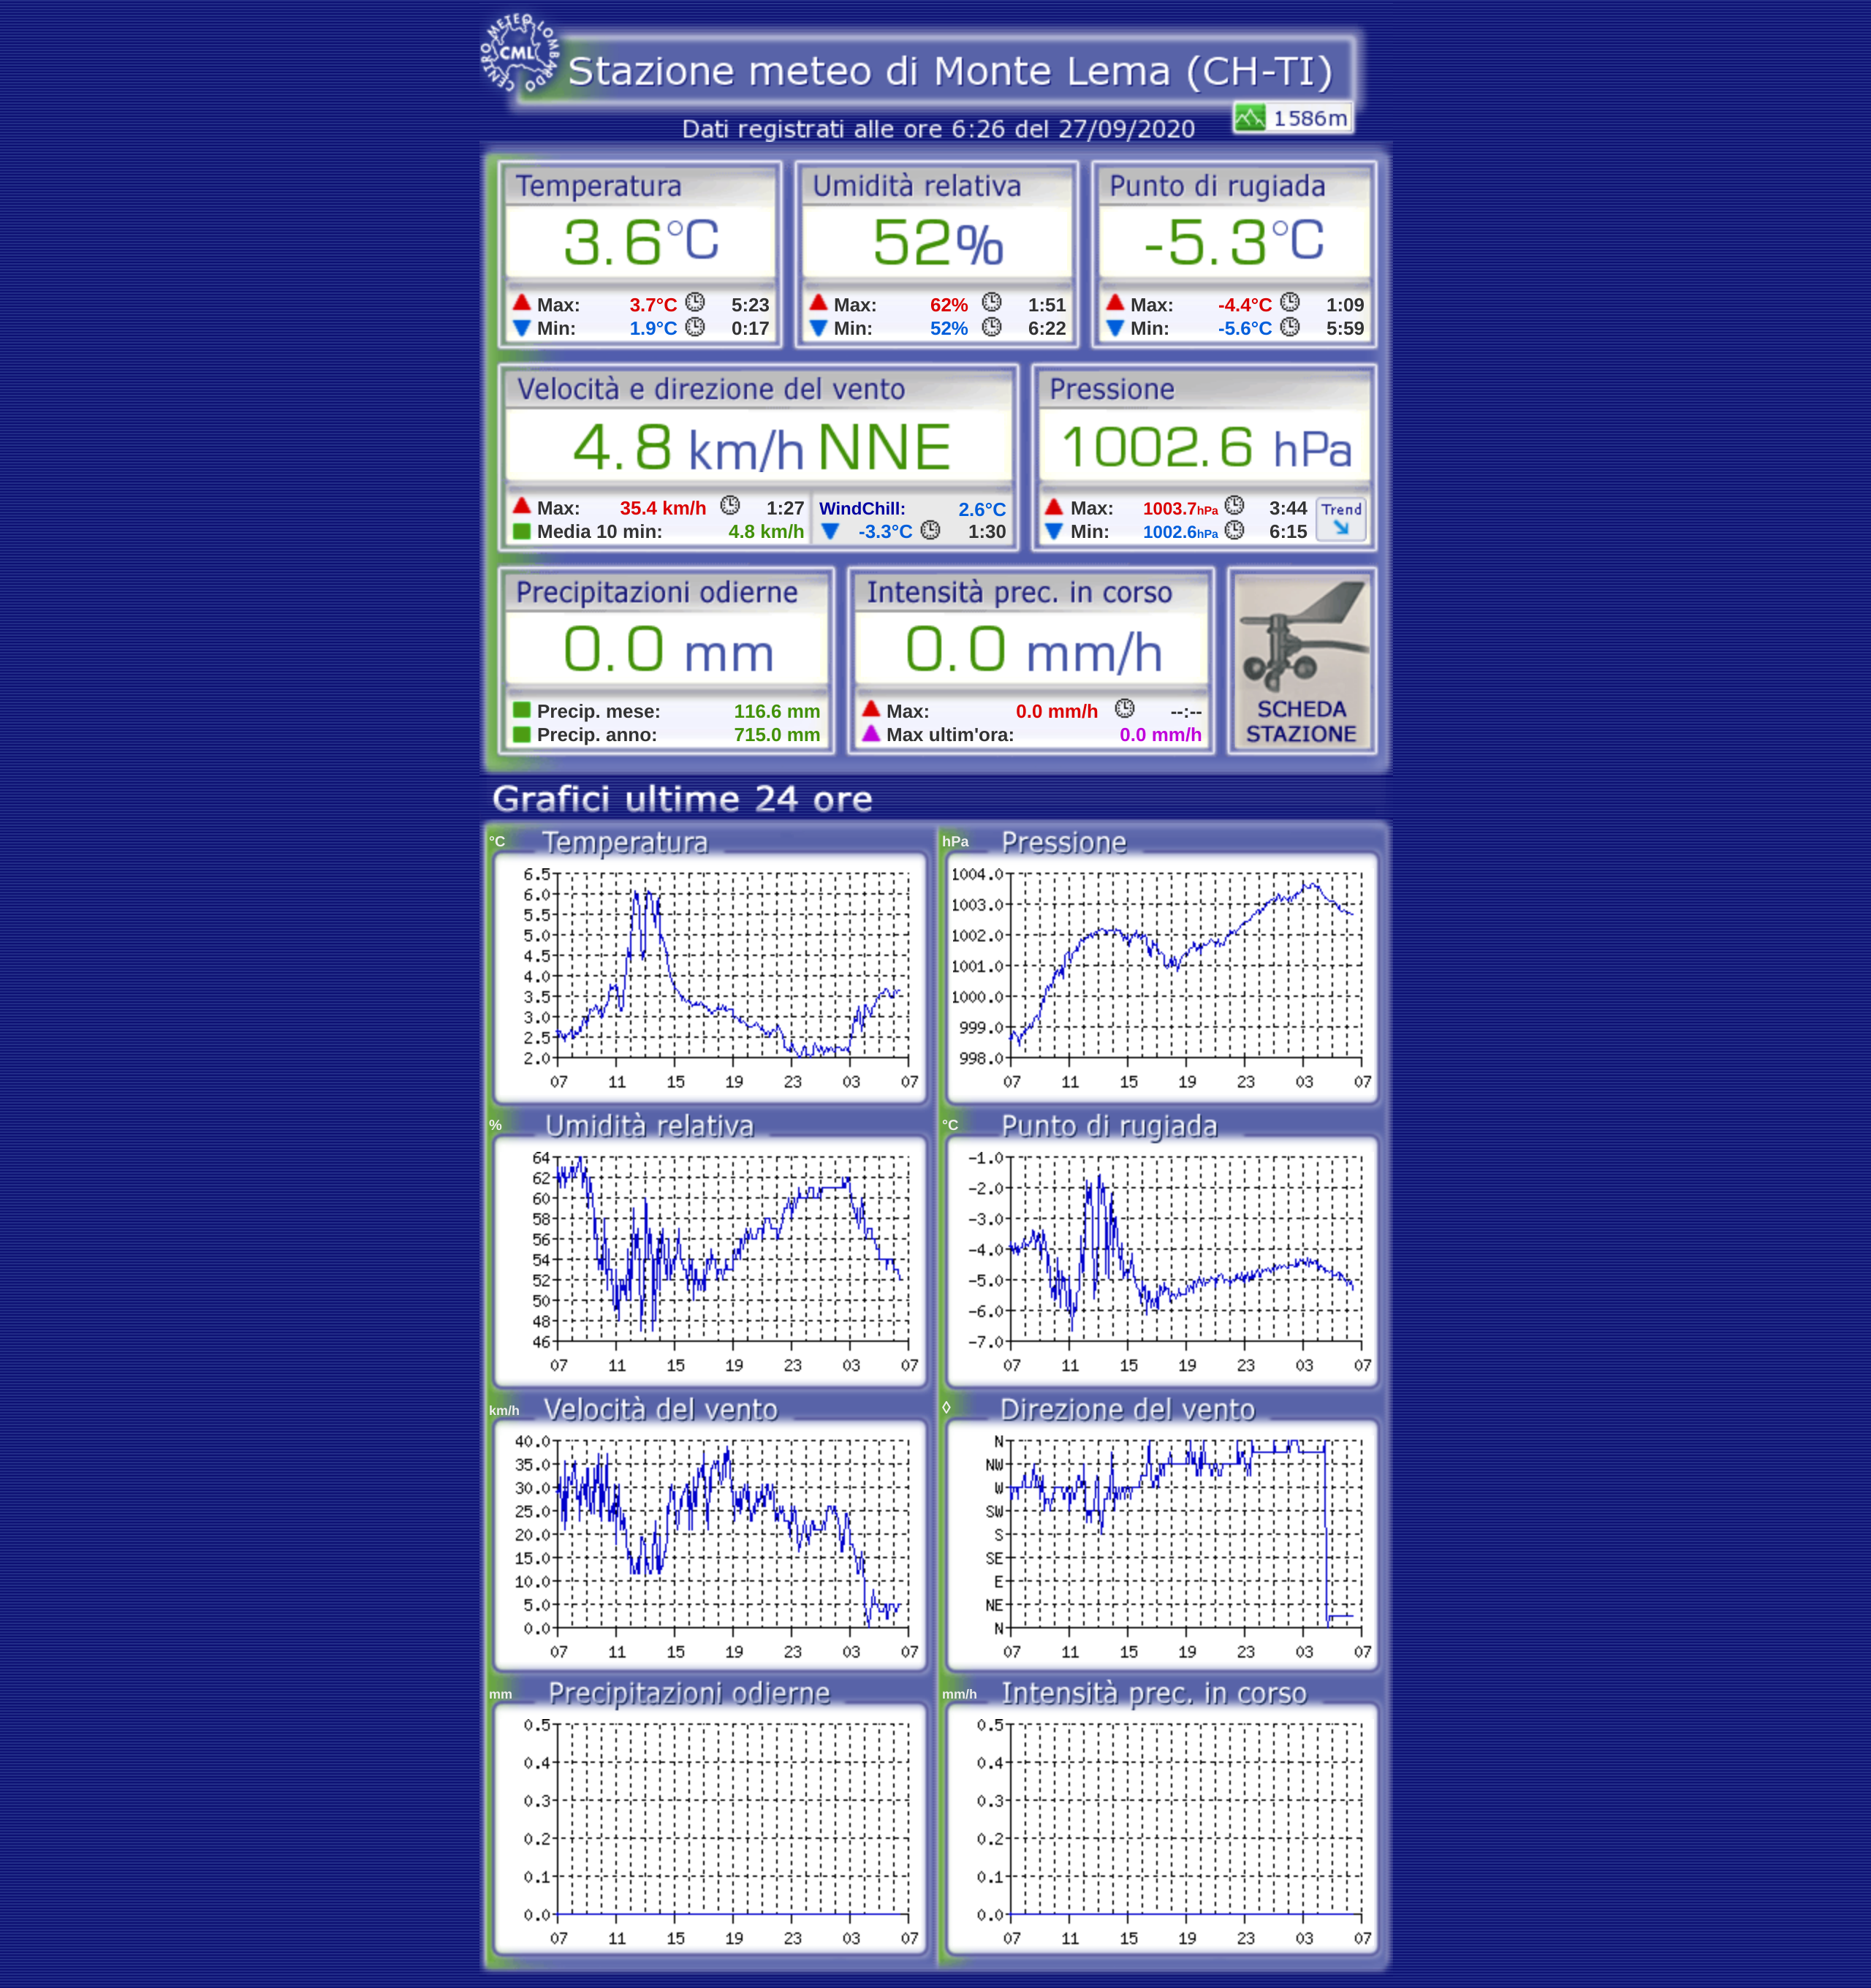 CENTRO METEO LOMBARDO
CML
Stazione meteo di Monte Lema (CH-TI)
1586m
Dati registrati alle ore 6:26 del 27/09/2020
Temperatura
3.6°C
Max: 3.7°C 5:23
Min: 1.9°C 0:17
Umidità relativa
52%
Max: 62% 1:51
Min: 52% 6:22
Punto di rugiada
-5.3°C
Max: -4.4°C 1:09
Min: -5.6°C 5:59
Velocità e direzione del vento
4.8 km/h NNE
Max: 35.4 km/h 1:27
Media 10 min: 4.8 km/h
WindChill: 2.6°C
-3.3°C 1:30
Pressione
1002.6 hPa
Max: 1003.7hPa 3:44
Min: 1002.6hPa 6:15
Trend
Precipitazioni odierne
0.0 mm
Precip. mese: 116.6 mm
Precip. anno: 715.0 mm
Intensità prec. in corso
0.0 mm/h
Max: 0.0 mm/h --:--
Max ultim'ora: 0.0 mm/h
SCHEDA
STAZIONE
Grafici ultime 24 ore
°C Temperatura
6.5
6.0
5.5
5.0
4.5
4.0
3.5
3.0
2.5
2.0
07 11 15 19 23 03 07
hPa Pressione
1004.0
1003.0
1002.0
1001.0
1000.0
999.0
998.0
07 11 15 19 23 03 07
% Umidità relativa
64
62
60
58
56
54
52
50
48
46
07 11 15 19 23 03 07
°C Punto di rugiada
-1.0
-2.0
-3.0
-4.0
-5.0
-6.0
-7.0
07 11 15 19 23 03 07
km/h Velocità del vento
40.0
35.0
30.0
25.0
20.0
15.0
10.0
5.0
0.0
07 11 15 19 23 03 07
◊ Direzione del vento
N
NW
W
SW
S
SE
E
NE
N
07 11 15 19 23 03 07
mm Precipitazioni odierne
0.5
0.4
0.3
0.2
0.1
0.0
07 11 15 19 23 03 07
mm/h Intensità prec. in corso
0.5
0.4
0.3
0.2
0.1
0.0
07 11 15 19 23 03 07